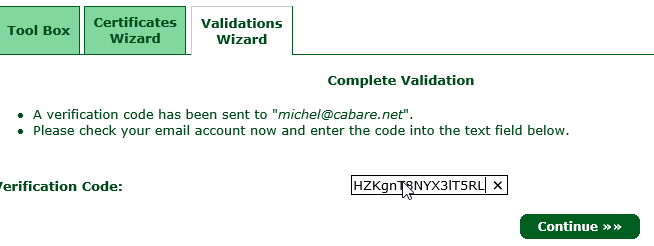 Tool Box
Certificates
Wizard
Validations
Wizard
Complete Validation
• A verification code has been sent to "michel@cabare.net".
• Please check your email account now and enter the code into the text field below.
Verification Code:
HZKgnT8NYX3lT5RL ×
Continue »»